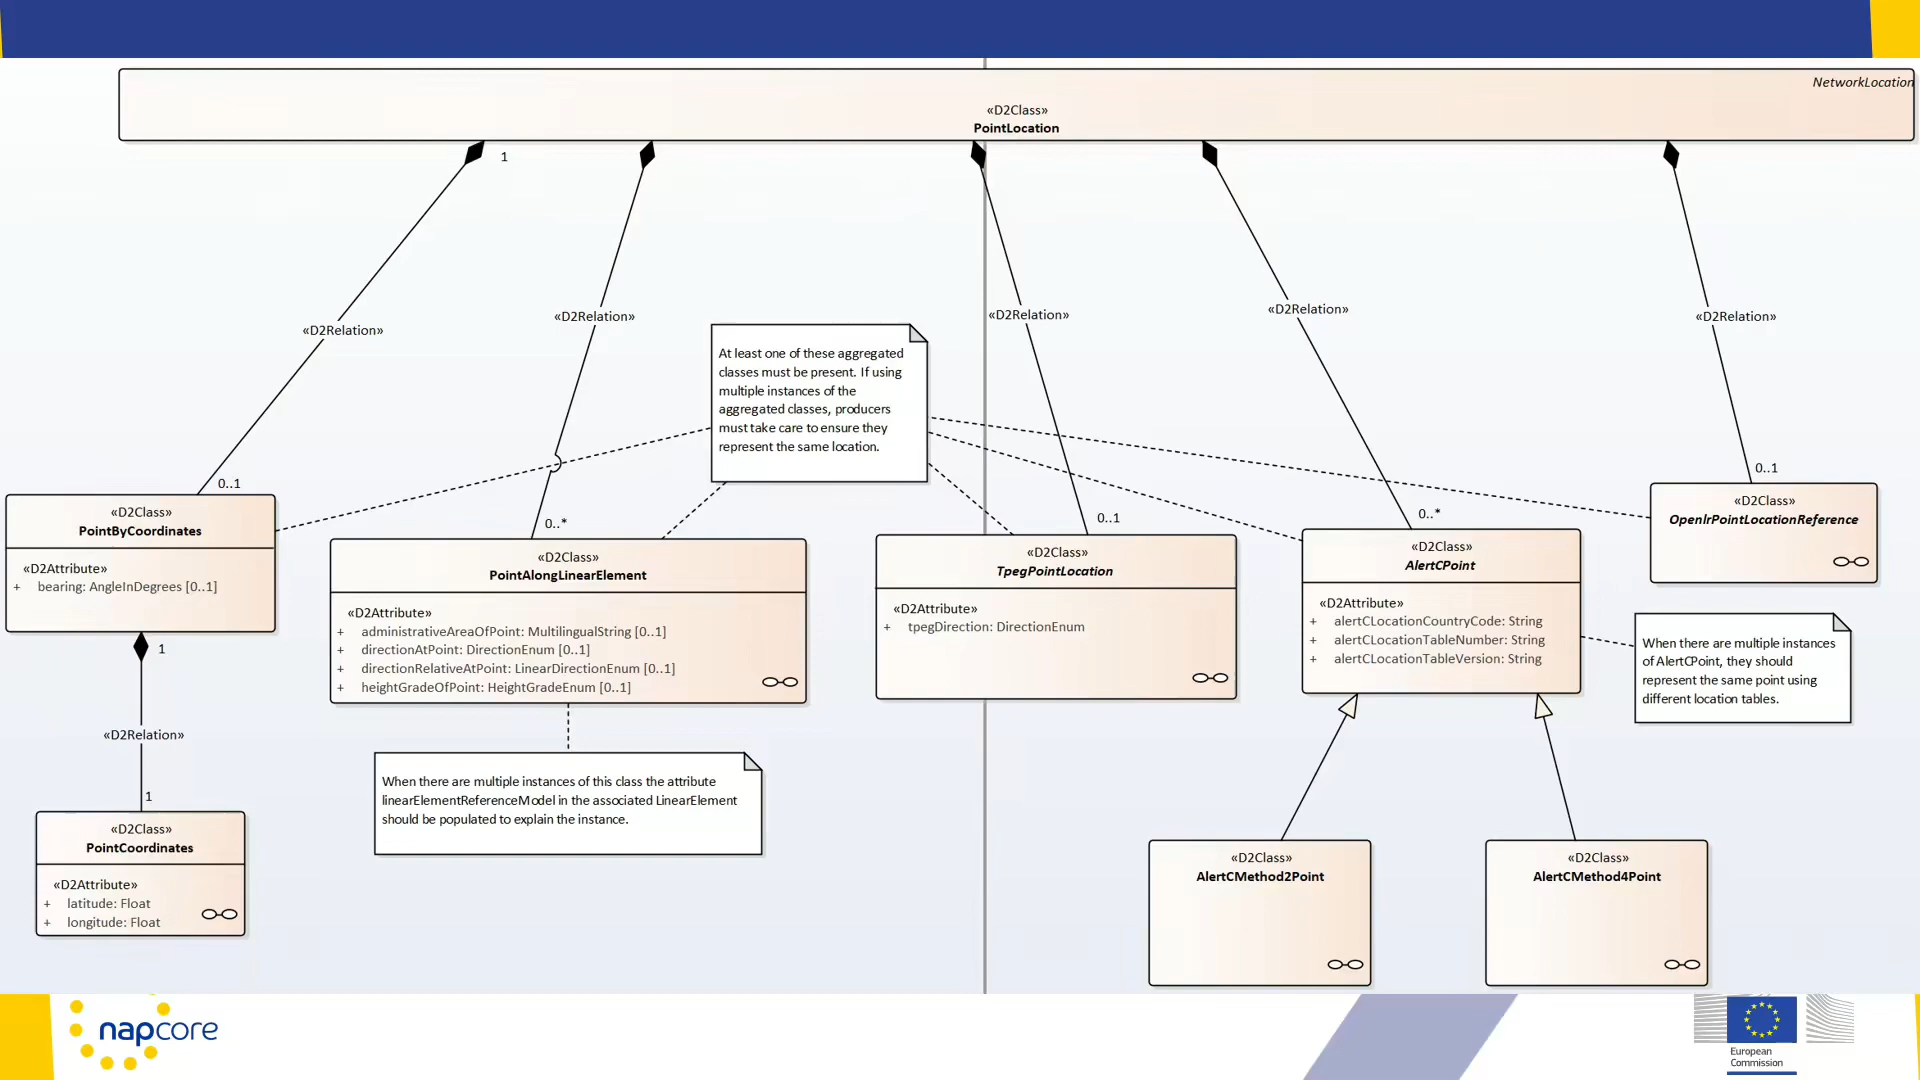 NetworkLocation
«D2Class»
PointLocation
1
«D2Relation»
«D2Relation»
«D2Relation»
«D2Relation»
«D2Relation»
At least one of these aggregated
classes must be present. If using
multiple instances of the
aggregated classes, producers
must take care to ensure they
represent the same location.
0..1
0..*
0..1
0..*
0..1
«D2Class»
PointByCoordinates
«D2Attribute»
+ bearing: AngleInDegrees [0..1]
1
«D2Relation»
1
«D2Class»
PointCoordinates
«D2Attribute»
+ latitude: Float
+ longitude: Float
«D2Class»
PointAlongLinearElement
«D2Attribute»
+ administrativeAreaOfPoint: MultilingualString [0..1]
+ directionAtPoint: DirectionEnum [0..1]
+ directionRelativeAtPoint: LinearDirectionEnum [0..1]
+ heightGradeOfPoint: HeightGradeEnum [0..1]
When there are multiple instances of this class the attribute
linearElementReferenceModel in the associated LinearElement
should be populated to explain the instance.
«D2Class»
TpegPointLocation
«D2Attribute»
+ tpegDirection: DirectionEnum
«D2Class»
AlertCPoint
«D2Attribute»
+ alertCLocationCountryCode: String
+ alertCLocationTableNumber: String
+ alertCLocationTableVersion: String
«D2Class»
OpenlrPointLocationReference
When there are multiple instances
of AlertCPoint, they should
represent the same point using
different location tables.
«D2Class»
AlertCMethod2Point
«D2Class»
AlertCMethod4Point
napcore
European
Commission